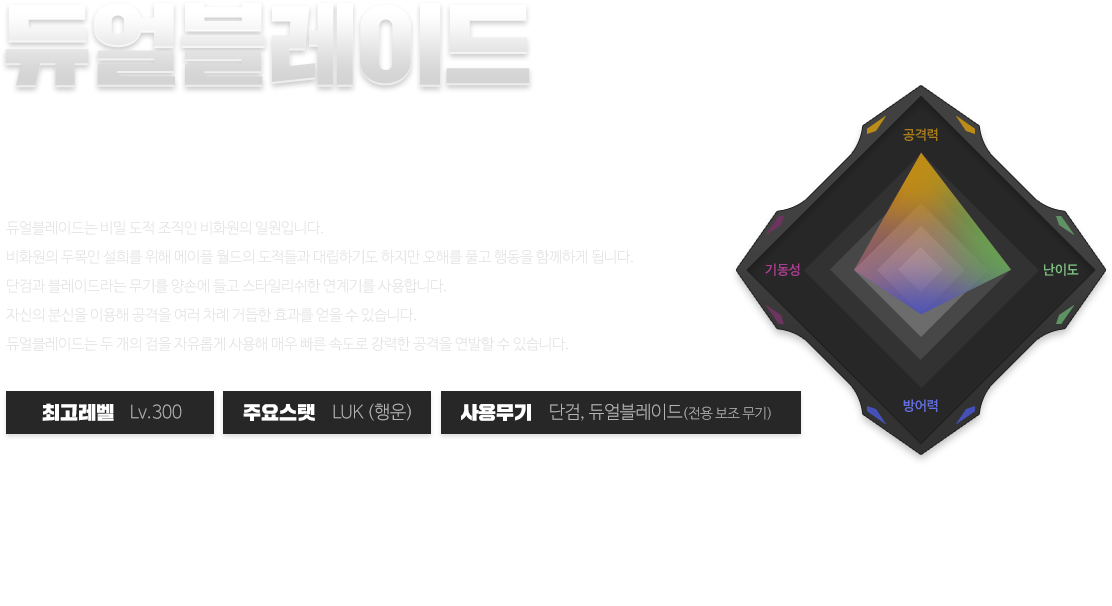 듀얼블레이드
듀얼블레이드는 비밀 도적 조직인 비화원의 일원입니다.
비화원의 두목인 설희를 위해 메이플 월드의 도적들과 대립하기도 하지만 오해를 풀고 행동을 함께하게 됩니다.
단검과 블레이드라는 무기를 양손에 들고 스타일리쉬한 연계기를 사용합니다.
자신의 분신을 이용해 공격을 여러 차례 거듭한 효과를 얻을 수 있습니다.
듀얼블레이드는 두 개의 검을 자유롭게 사용해 매우 빠른 속도로 강력한 공격을 연발할 수 있습니다.
최고레벨 Lv.300
주요스탯 LUK (행운)
사용무기 단검, 듀얼블레이드(전용 보조 무기)
공격력
기동성
난이도
방어력